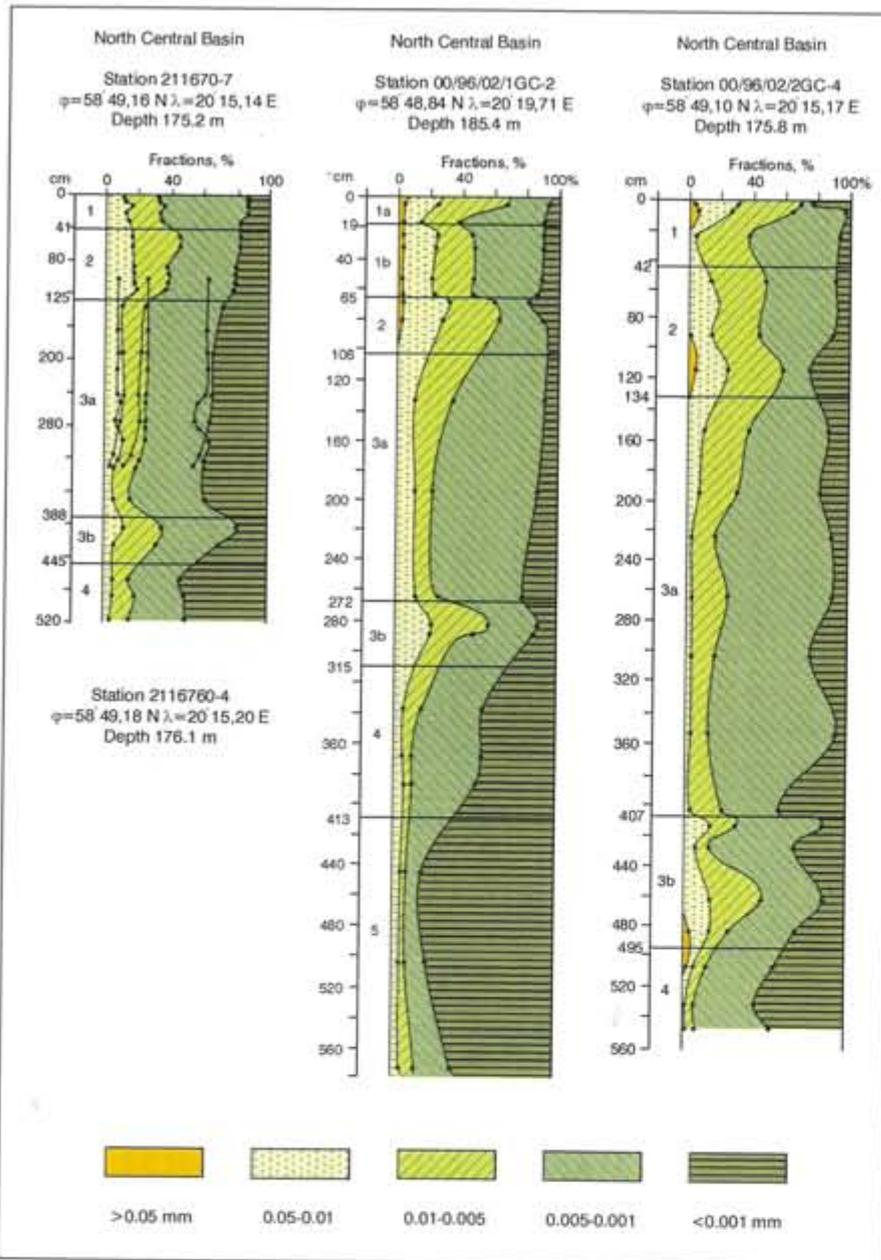 North Central Basin
Station 211670-7
φ=58°49,16 N λ=20°15,14 E
Depth 175.2 m
Fractions, %
cm
0 40 100
0
41
80
125
200
280
388
445
520
1
2
3a
3b
4
Station 2116760-4
φ=58°49,18 N λ=20°15,20 E
Depth 176.1 m
North Central Basin
Station 00/96/02/1GC-2
φ=58°48,84 N λ=20°19,71 E
Depth 185.4 m
Fractions, %
cm
0 40 100%
0
19
40
65
106
120
160
200
240
272
280
315
360
413
440
480
520
560
1a
1b
2
3a
3b
4
5
North Central Basin
Station 00/96/02/2GC-4
φ=58°49,10 N λ=20°15,17 E
Depth 175.8 m
Fractions, %
cm
0 40 100%
0
42
80
120
134
160
200
240
280
320
360
407
440
480
495
520
560
1
2
3a
3b
4
>0.05 mm
0.05-0.01
0.01-0.005
0.005-0.001
<0.001 mm